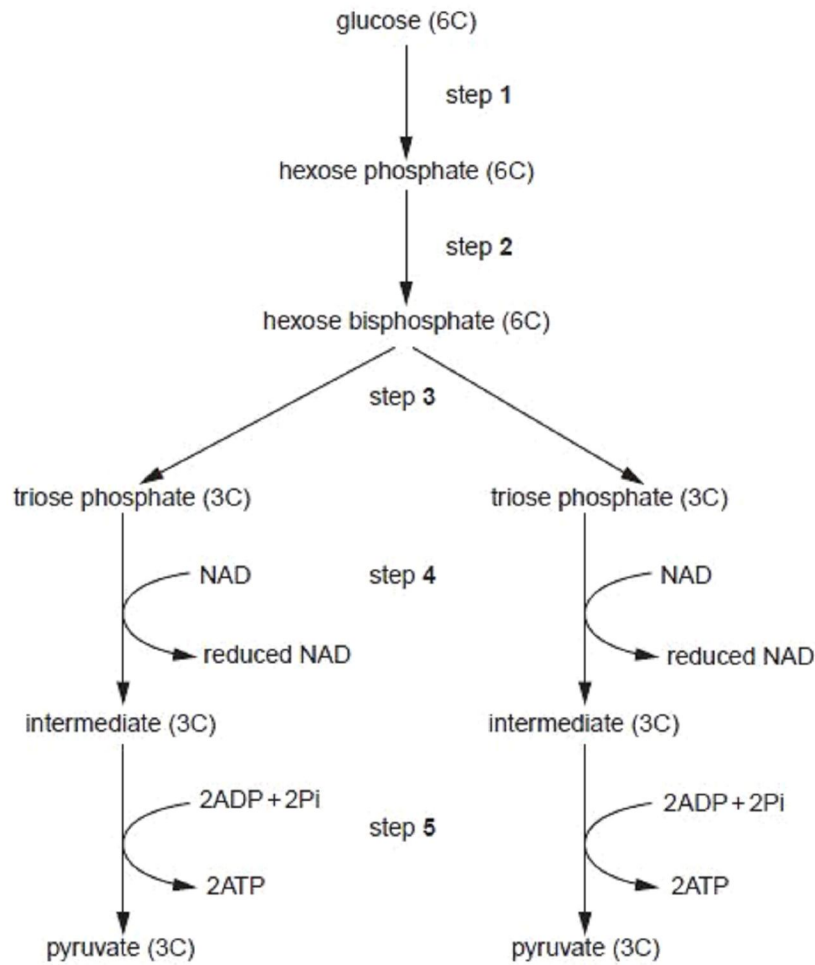 glucose (6C)
step 1
hexose phosphate (6C)
step 2
hexose bisphosphate (6C)
step 3
triose phosphate (3C) triose phosphate (3C)
NAD step 4 NAD
reduced NAD reduced NAD
intermediate (3C) intermediate (3C)
2ADP + 2Pi 2ADP + 2Pi
step 5
2ATP 2ATP
pyruvate (3C) pyruvate (3C)